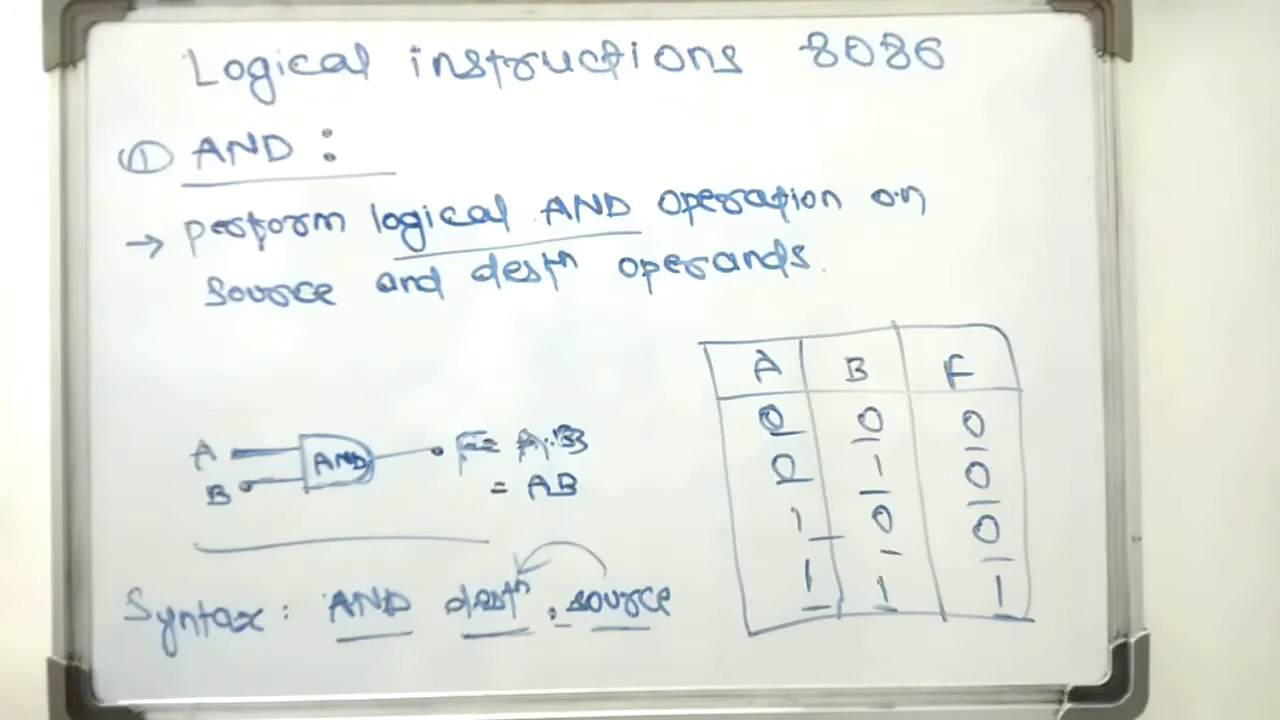 Logical instructions 8086
① AND :
→ perform logical AND operation on
source and destn operands.
A
B
AND
F = A.B
= AB
A B F
0 0 0
0 1 0
1 0 0
1 1 1
Syntax : AND destn , source